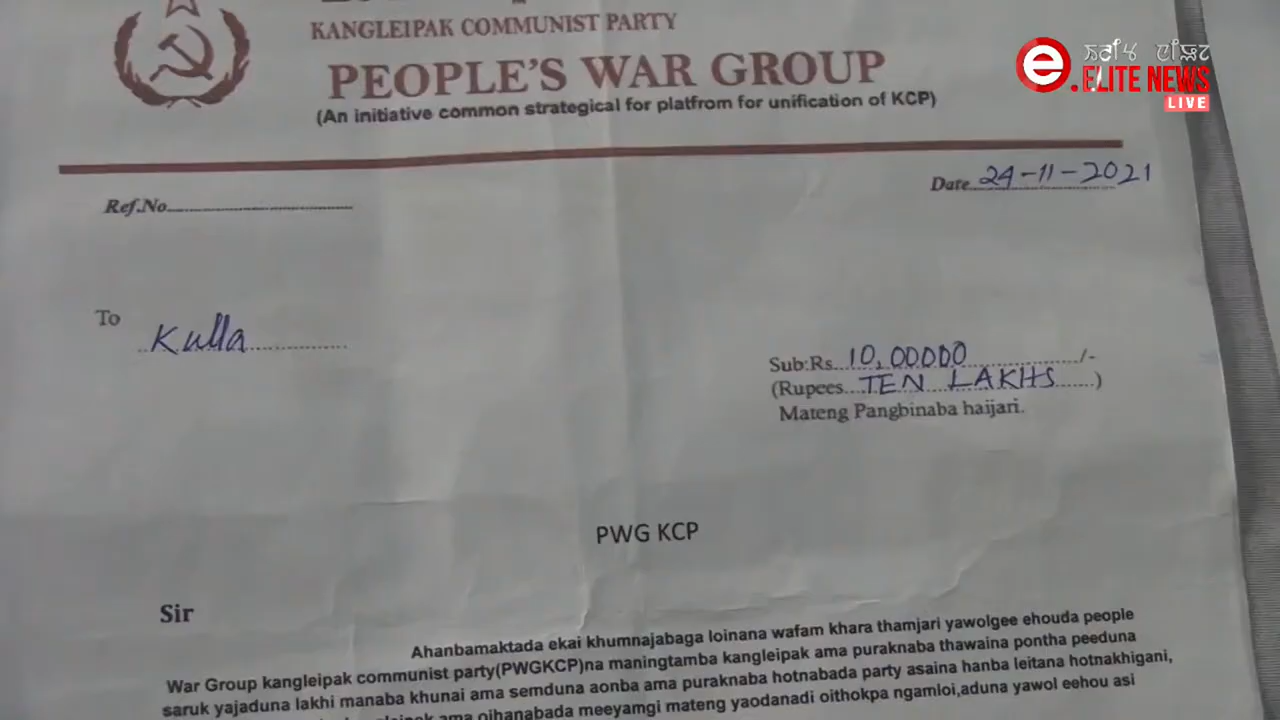 KANGLEIPAK COMMUNIST PARTY
PEOPLE'S WAR GROUP
(An initiative common strategical for platfrom for unification of KCP)
e.ELITE NEWS
LIVE
Ref.No.
Date 24-11-2021
To
Kulla
Sub:Rs 10,00000 /-
(Rupees TEN LAKHS )
Mateng Pangbinaba haijari.
PWG KCP
Sir
Ahanbamaktada ekai khumnajabaga loinana wafam khara thamjari yawolgee ehouda people
War Group kangleipak communist party(PWGKCP)na maningtamba kangleipak ama puraknaba thawaina pontha peeduna
saruk yajaduna lakhi manaba khunai ama semduna aonba ama puraknaba hotnabada party asaina hanba leitana hotnakhigani,
ama oihanabada meeyamgi mateng yaodanadi oithokpa ngamloi,aduna yawol eehou asi